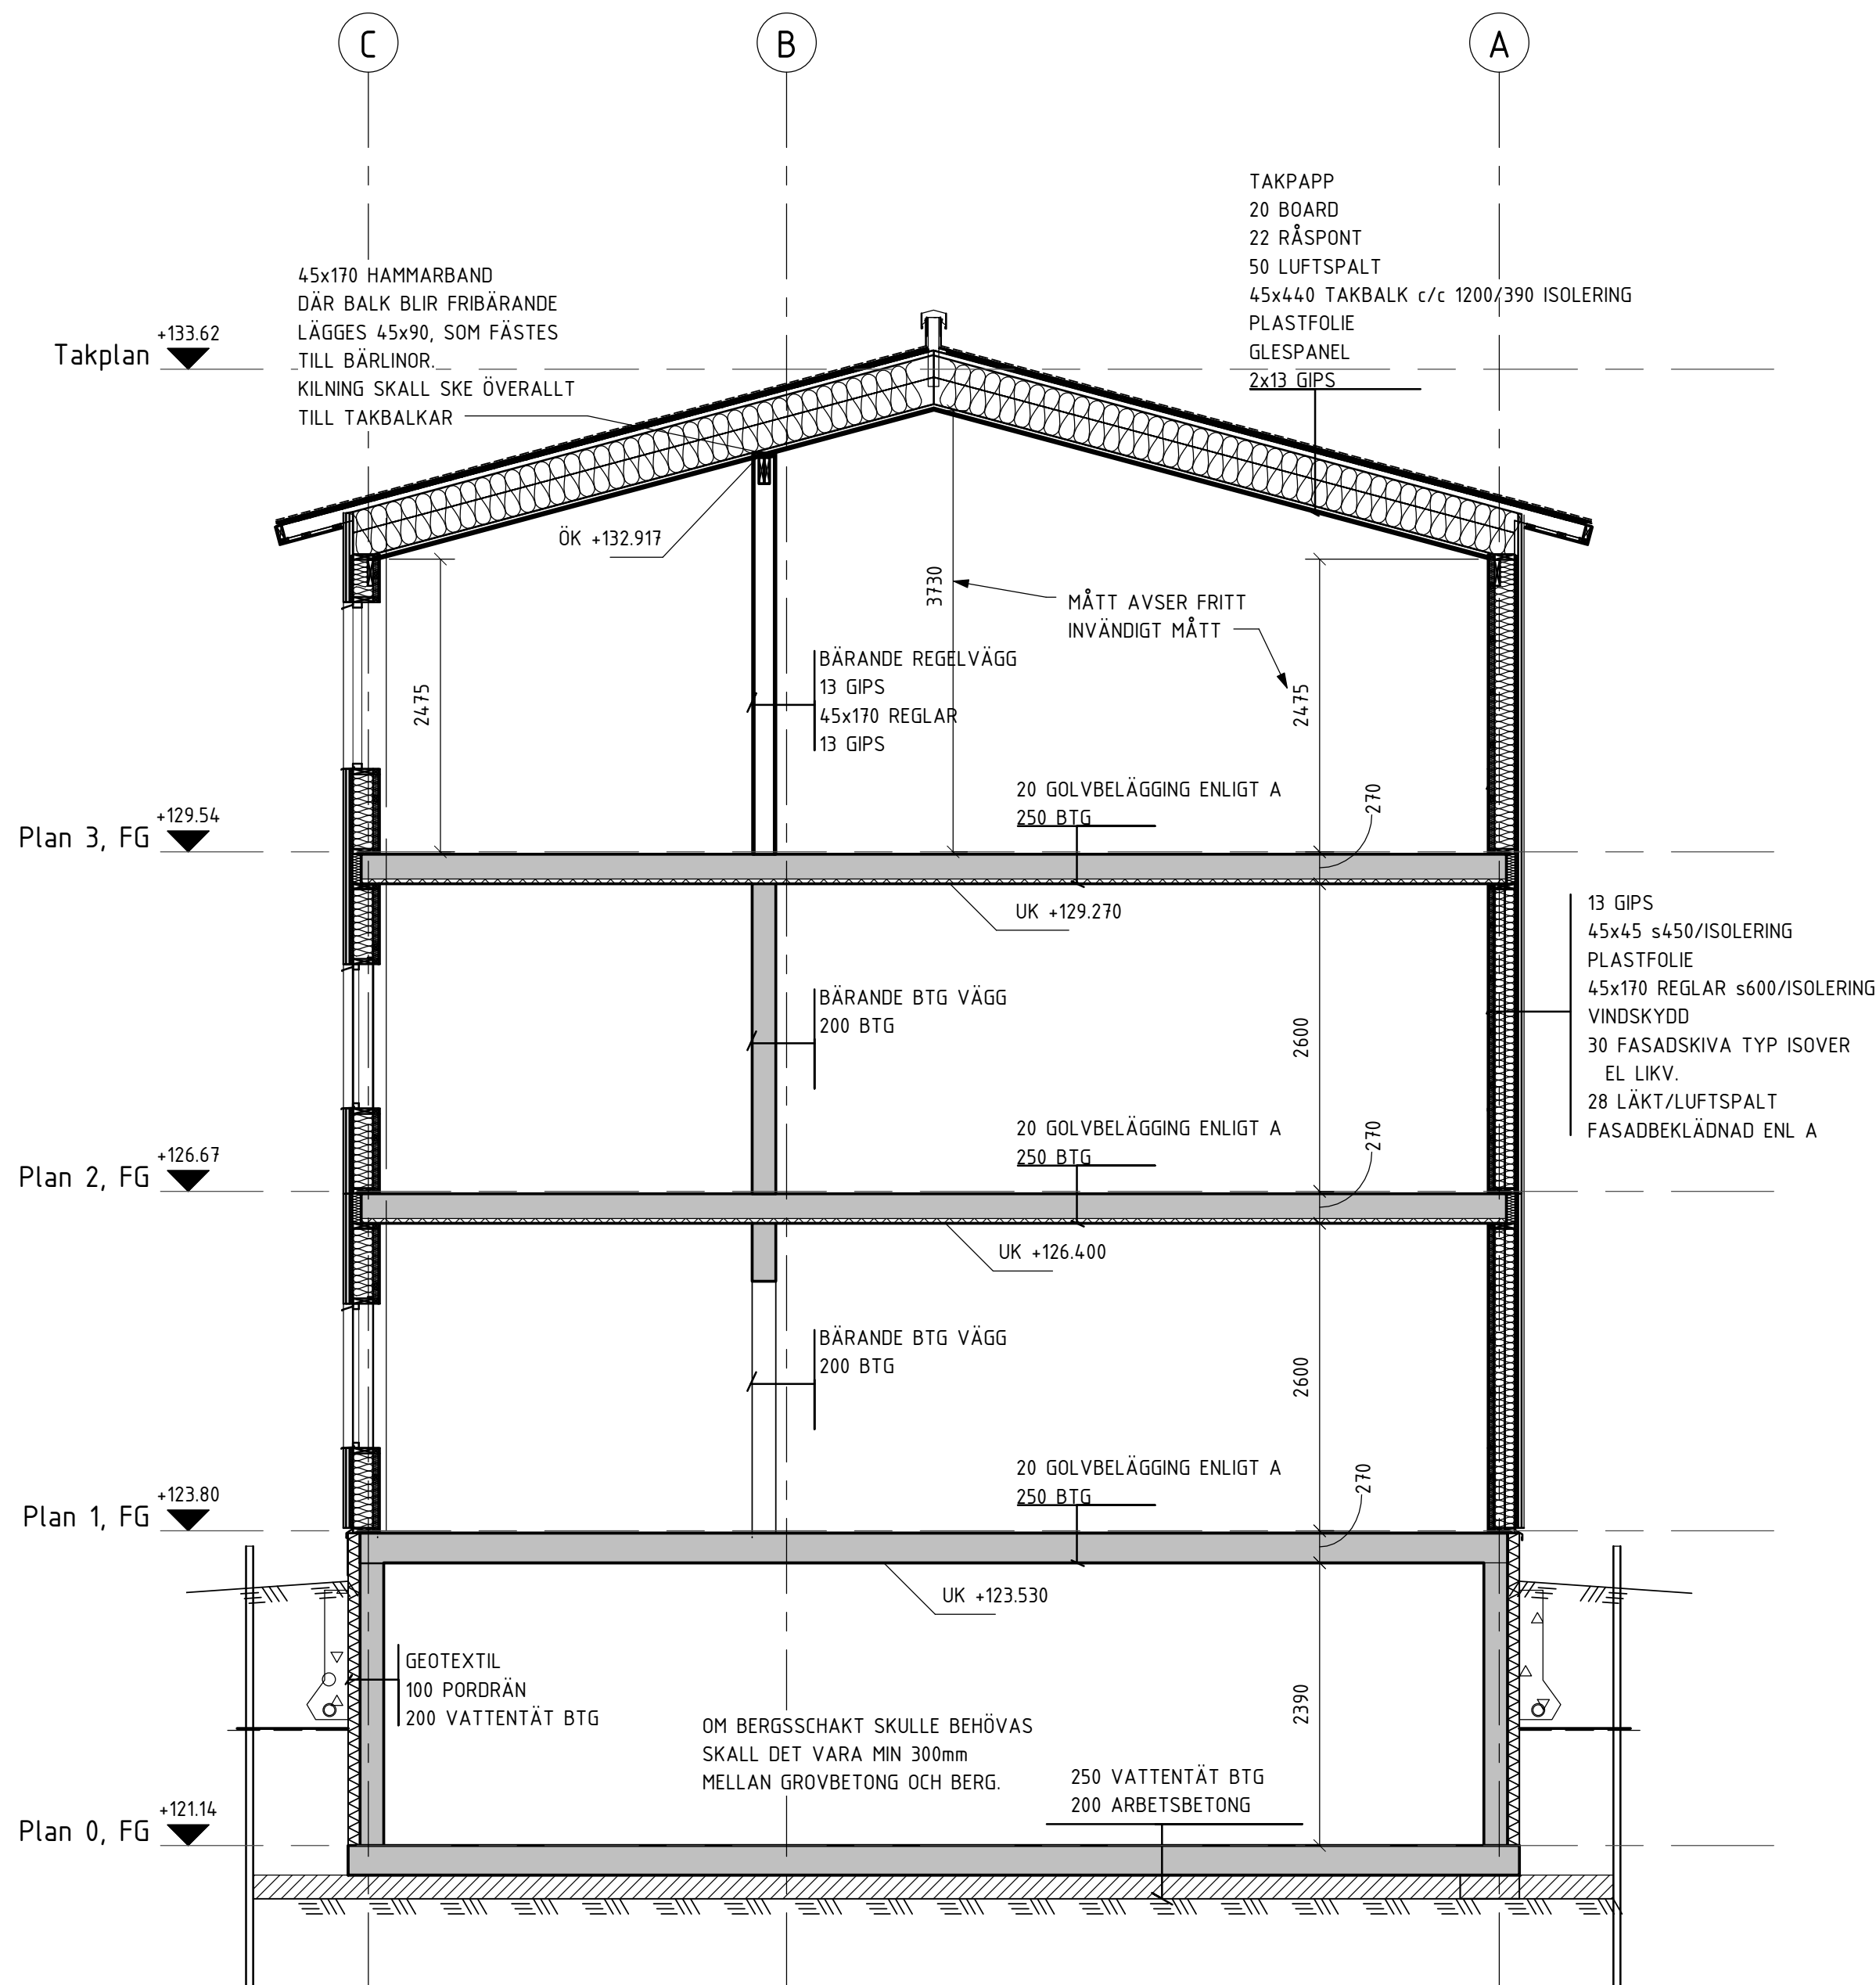 C
B
A
TAKPAPP
20 BOARD
22 RÅSPONT
50 LUFTSPALT
45x440 TAKBALK c/c 1200/390 ISOLERING
PLASTFOLIE
GLESPANEL
2x13 GIPS
45x170 HAMMARBAND
DÄR BALK BLIR FRIBÄRANDE
LÄGGES 45x90, SOM FÄSTES
TILL BÄRLINOR.
KILNING SKALL SKE ÖVERALLT
TILL TAKBALKAR
Takplan +133.62
ÖK +132.917
3730
MÅTT AVSER FRITT
INVÄNDIGT MÅTT
2475
2475
BÄRANDE REGELVÄGG
13 GIPS
45x170 REGLAR
13 GIPS
20 GOLVBELÄGGING ENLIGT A
250 BTG
270
Plan 3, FG +129.54
UK +129.270
13 GIPS
45x45 s450/ISOLERING
PLASTFOLIE
45x170 REGLAR s600/ISOLERING
VINDSKYDD
30 FASADSKIVA TYP ISOVER
EL LIKV.
28 LÄKT/LUFTSPALT
FASADBEKLÄDNAD ENL A
BÄRANDE BTG VÄGG
200 BTG
2600
20 GOLVBELÄGGING ENLIGT A
250 BTG
270
Plan 2, FG +126.67
UK +126.400
BÄRANDE BTG VÄGG
200 BTG
2600
20 GOLVBELÄGGING ENLIGT A
250 BTG
270
Plan 1, FG +123.80
UK +123.530
GEOTEXTIL
100 PORDRÄN
200 VATTENTÄT BTG
2390
OM BERGSSCHAKT SKULLE BEHÖVAS
SKALL DET VARA MIN 300mm
MELLAN GROVBETONG OCH BERG.
250 VATTENTÄT BTG
200 ARBETSBETONG
Plan 0, FG +121.14